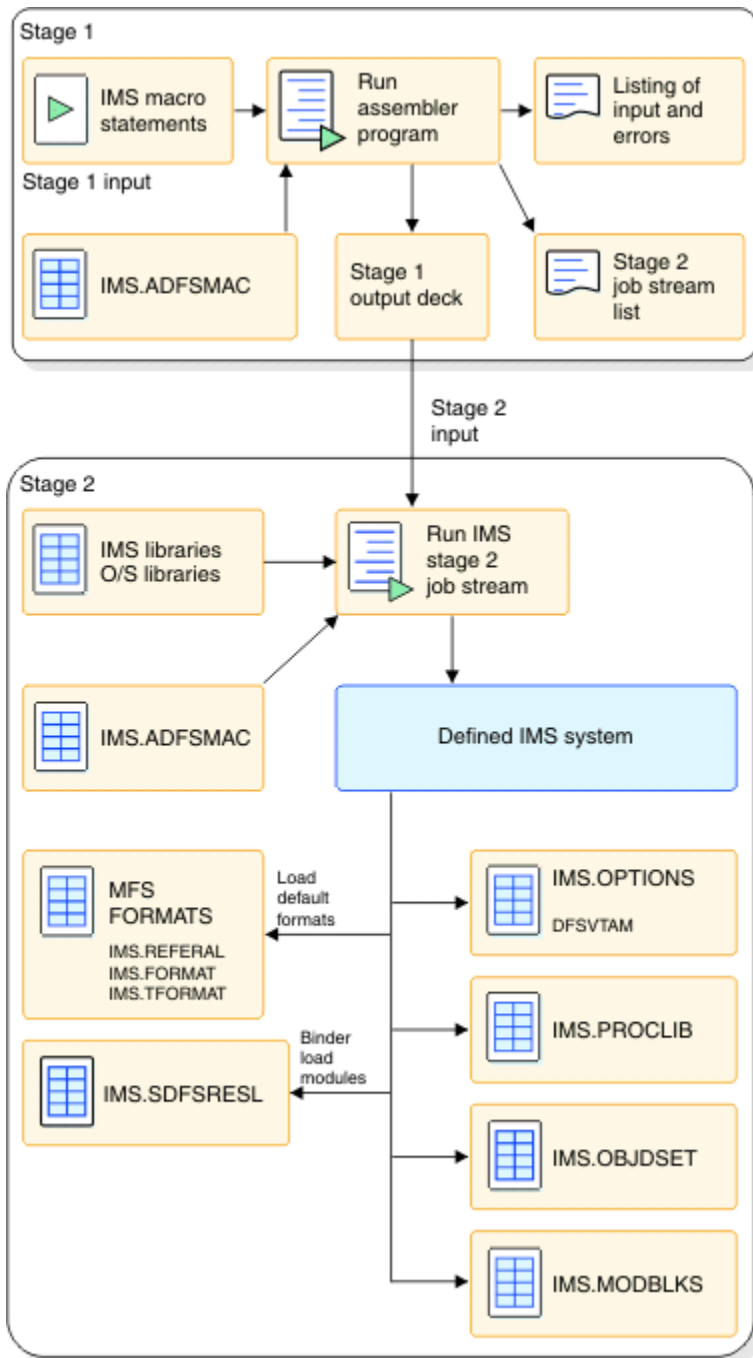 Stage 1
IMS macro
statements
Run
assembler
program
Listing of
input and
errors
Stage 1 input
IMS.ADFSMAC
Stage 1
output deck
Stage 2
job stream
list
Stage 2
input
Stage 2
IMS libraries
O/S libraries
Run IMS
stage 2
job stream
IMS.ADFSMAC
Defined IMS system
MFS
FORMATS
IMS.REFERAL
IMS.FORMAT
IMS.TFORMAT
Load
default
formats
IMS.OPTIONS
DFSVTAM
IMS.PROCLIB
Binder
load
modules
IMS.SDFSRESL
IMS.OBJDSET
IMS.MODBLKS